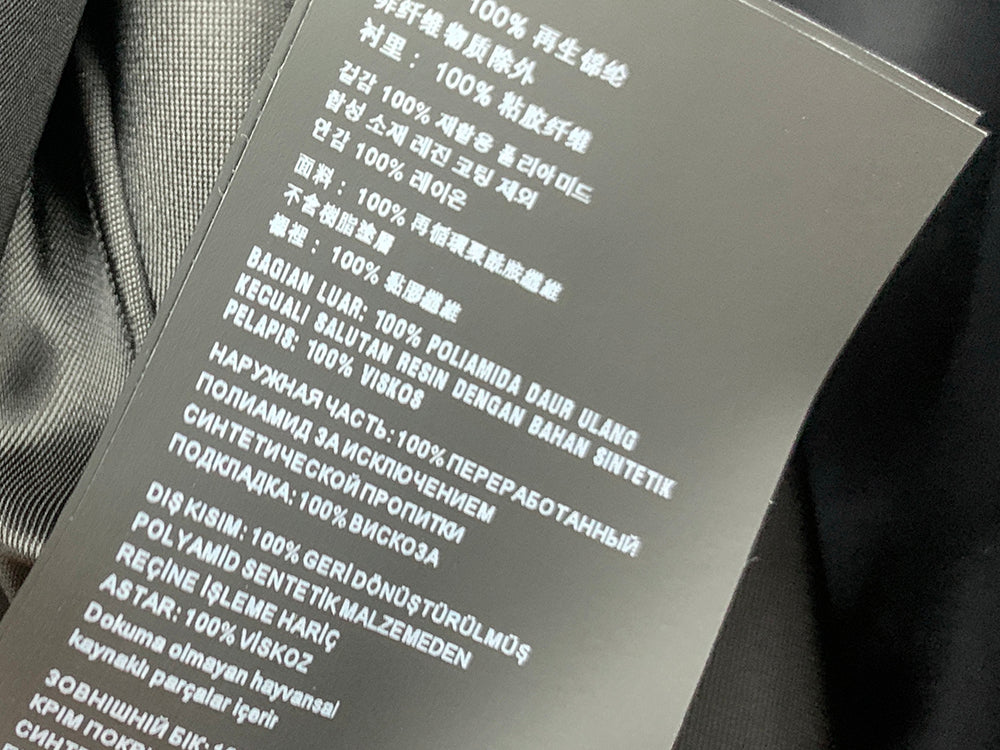 100% 再生锦纶
非纤维物质除外
衬里： 100% 粘胶纤维
겉감 100% 재활용 폴리아미드
합성 소재 레진 코팅 제외
안감 100% 레이온
面料： 100% 再循環聚酰胺纖維
不含樹脂塗層
襯裡： 100% 黏膠纖維
BAGIAN LUAR: 100% POLIAMIDA DAUR ULANG
KECUALI SALUTAN RESIN DENGAN BAHAN SINTETIK
PELAPIS: 100% VISKOS
НАРУЖНАЯ ЧАСТЬ: 100% ПЕРЕРАБОТАННЫЙ
ПОЛИАМИД ЗА ИСКЛЮЧЕНИЕМ
СИНТЕТИЧЕСКОЙ ПРОПИТКИ
ПОДКЛАДКА: 100% ВИСКОЗА
DIŞ KISIM: 100% GERİ DÖNÜŞTÜRÜLMÜŞ
POLYAMİD SENTETİK MALZEMEDEN
REÇİNE İŞLEME HARİÇ
ASTAR: 100% VİSKOZ
Dokuma olmayan hayvansal
kaynaklı parçalar içerir
ЗОВНІШНІЙ БІК:
КРІМ